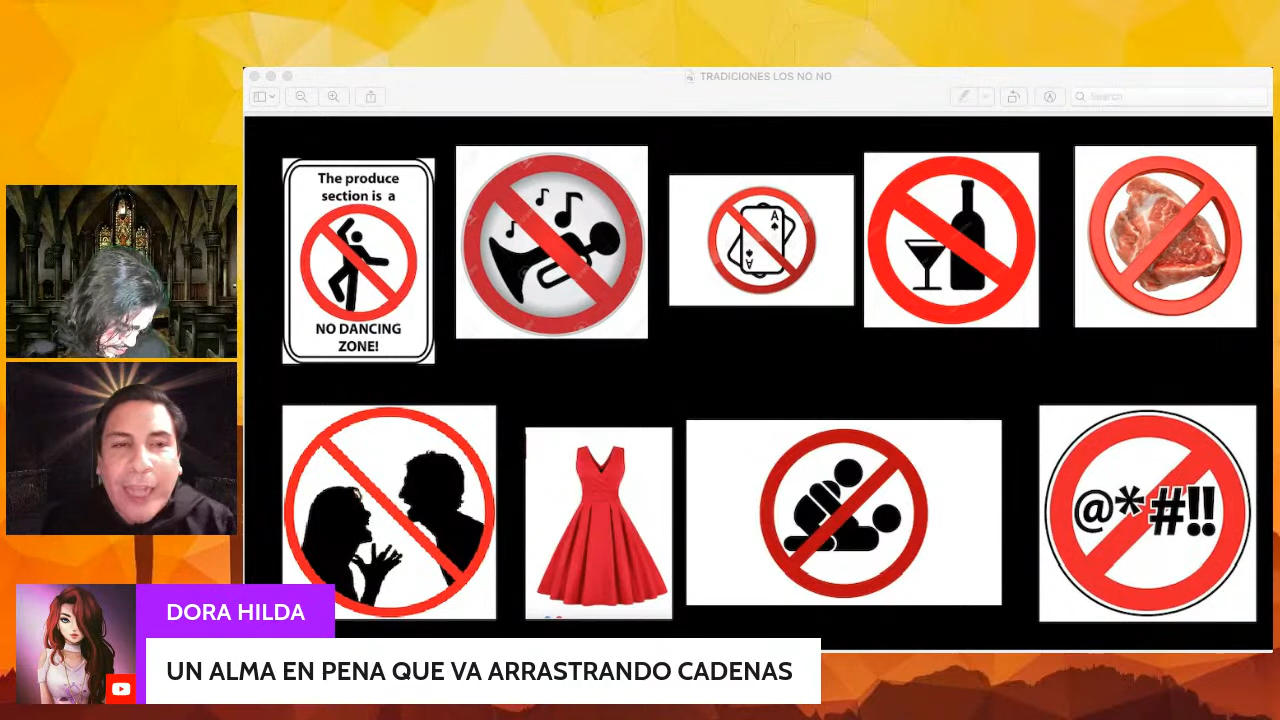 TRADICIONES LOS NO NO
Search
The produce
section is a
NO DANCING
ZONE!
A
A
@*#!!
DORA HILDA
UN ALMA EN PENA QUE VA ARRASTRANDO CADENAS